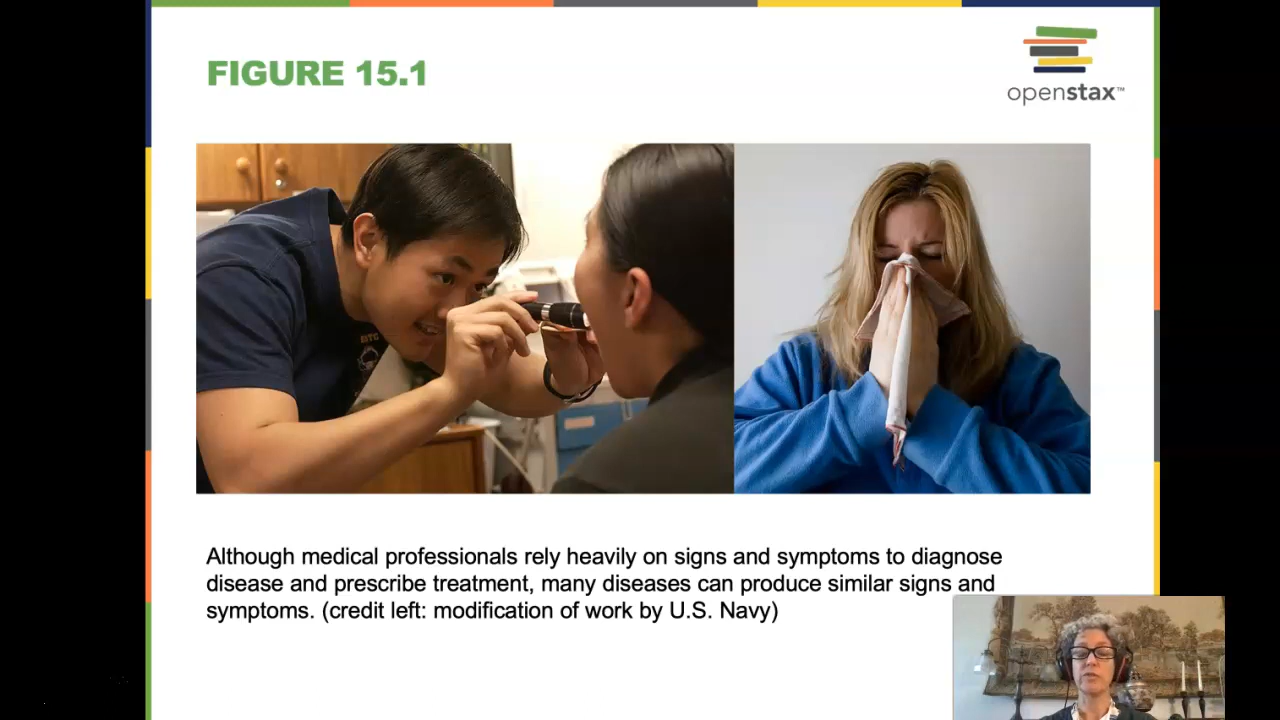 FIGURE 15.1
openstax™
Although medical professionals rely heavily on signs and symptoms to diagnose
disease and prescribe treatment, many diseases can produce similar signs and
symptoms. (credit left: modification of work by U.S. Navy)